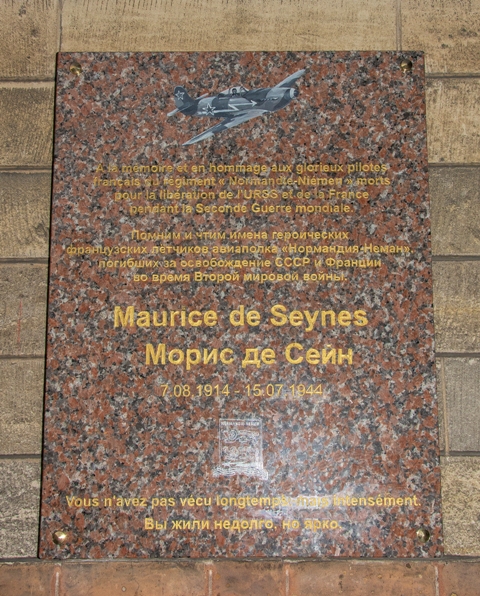 A la mémoire et en hommage aux glorieux pilotes
français du régiment « Normandie-Niemen » morts
pour la libération de l'URSS et de la France
pendant la Seconde Guerre mondiale.
Помним и чтим имена героических
французских лётчиков авиаполка «Нормандия-Неман»,
погибших за освобождение СССР и Франции
во время Второй мировой войны.
Maurice de Seynes
Морис де Сейн
7.08.1914 - 15.07.1944
Vous n'avez pas vécu longtemps, mais intensément.
Вы жили недолго, но ярко.